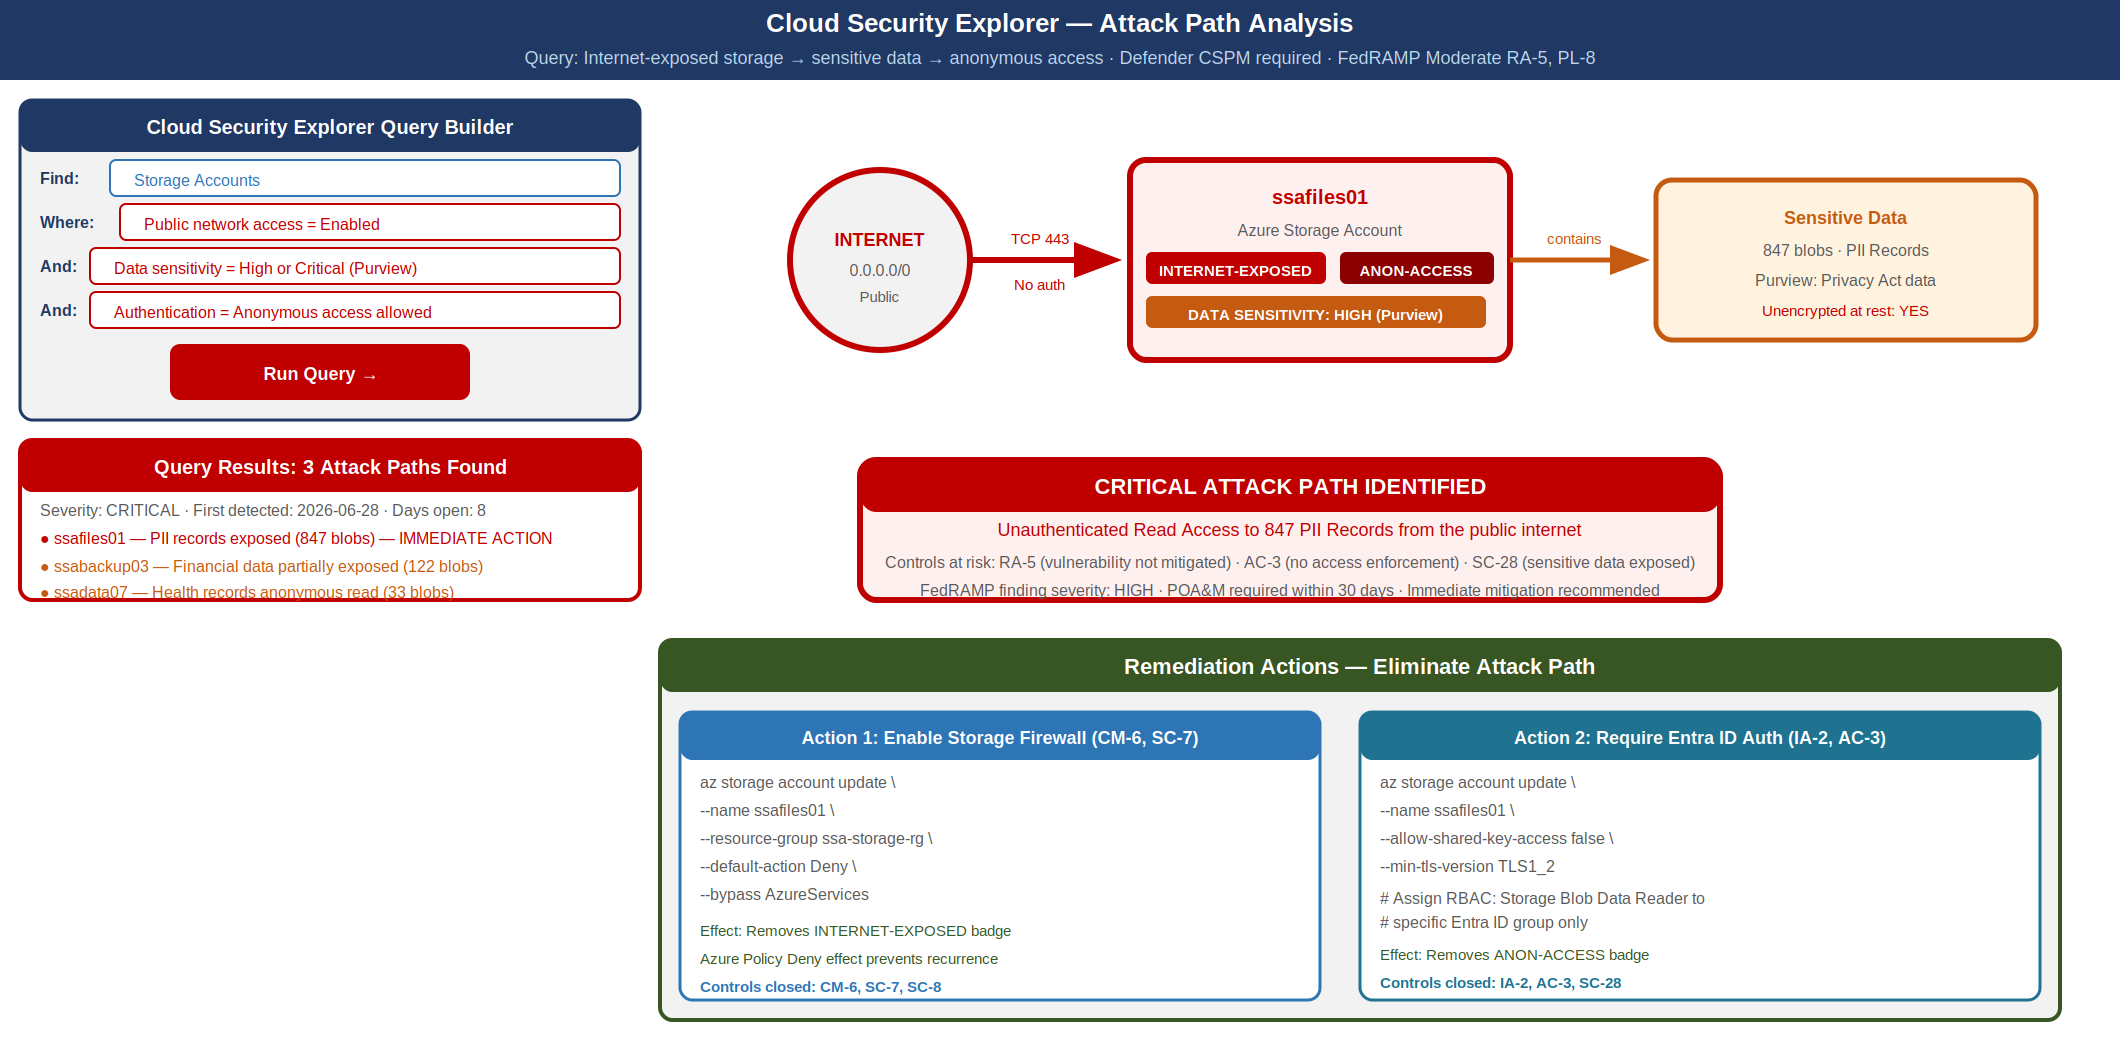 Cloud Security Explorer — Attack Path Analysis
Query: Internet-exposed storage → sensitive data → anonymous access · Defender CSPM required · FedRAMP Moderate RA-5, PL-8
Cloud Security Explorer Query Builder
Find: Storage Accounts
Where: Public network access = Enabled
And: Data sensitivity = High or Critical (Purview)
And: Authentication = Anonymous access allowed
Run Query →
Query Results: 3 Attack Paths Found
Severity: CRITICAL · First detected: 2026-06-28 · Days open: 8
● ssafiles01 — PII records exposed (847 blobs) — IMMEDIATE ACTION
● ssabackup03 — Financial data partially exposed (122 blobs)
● ssadata07 — Health records anonymous read (33 blobs)
INTERNET
0.0.0.0/0
Public
TCP 443
No auth
ssafiles01
Azure Storage Account
INTERNET-EXPOSED
ANON-ACCESS
DATA SENSITIVITY: HIGH (Purview)
contains
Sensitive Data
847 blobs · PII Records
Purview: Privacy Act data
Unencrypted at rest: YES
CRITICAL ATTACK PATH IDENTIFIED
Unauthenticated Read Access to 847 PII Records from the public internet
Controls at risk: RA-5 (vulnerability not mitigated) · AC-3 (no access enforcement) · SC-28 (sensitive data exposed)
FedRAMP finding severity: HIGH · POA&M required within 30 days · Immediate mitigation recommended
Remediation Actions — Eliminate Attack Path
Action 1: Enable Storage Firewall (CM-6, SC-7)
az storage account update \
--name ssafiles01 \
--resource-group ssa-storage-rg \
--default-action Deny \
--bypass AzureServices
Effect: Removes INTERNET-EXPOSED badge
Azure Policy Deny effect prevents recurrence
Controls closed: CM-6, SC-7, SC-8
Action 2: Require Entra ID Auth (IA-2, AC-3)
az storage account update \
--name ssafiles01 \
--allow-shared-key-access false \
--min-tls-version TLS1_2
# Assign RBAC: Storage Blob Data Reader to
# specific Entra ID group only
Effect: Removes ANON-ACCESS badge
Controls closed: IA-2, AC-3, SC-28